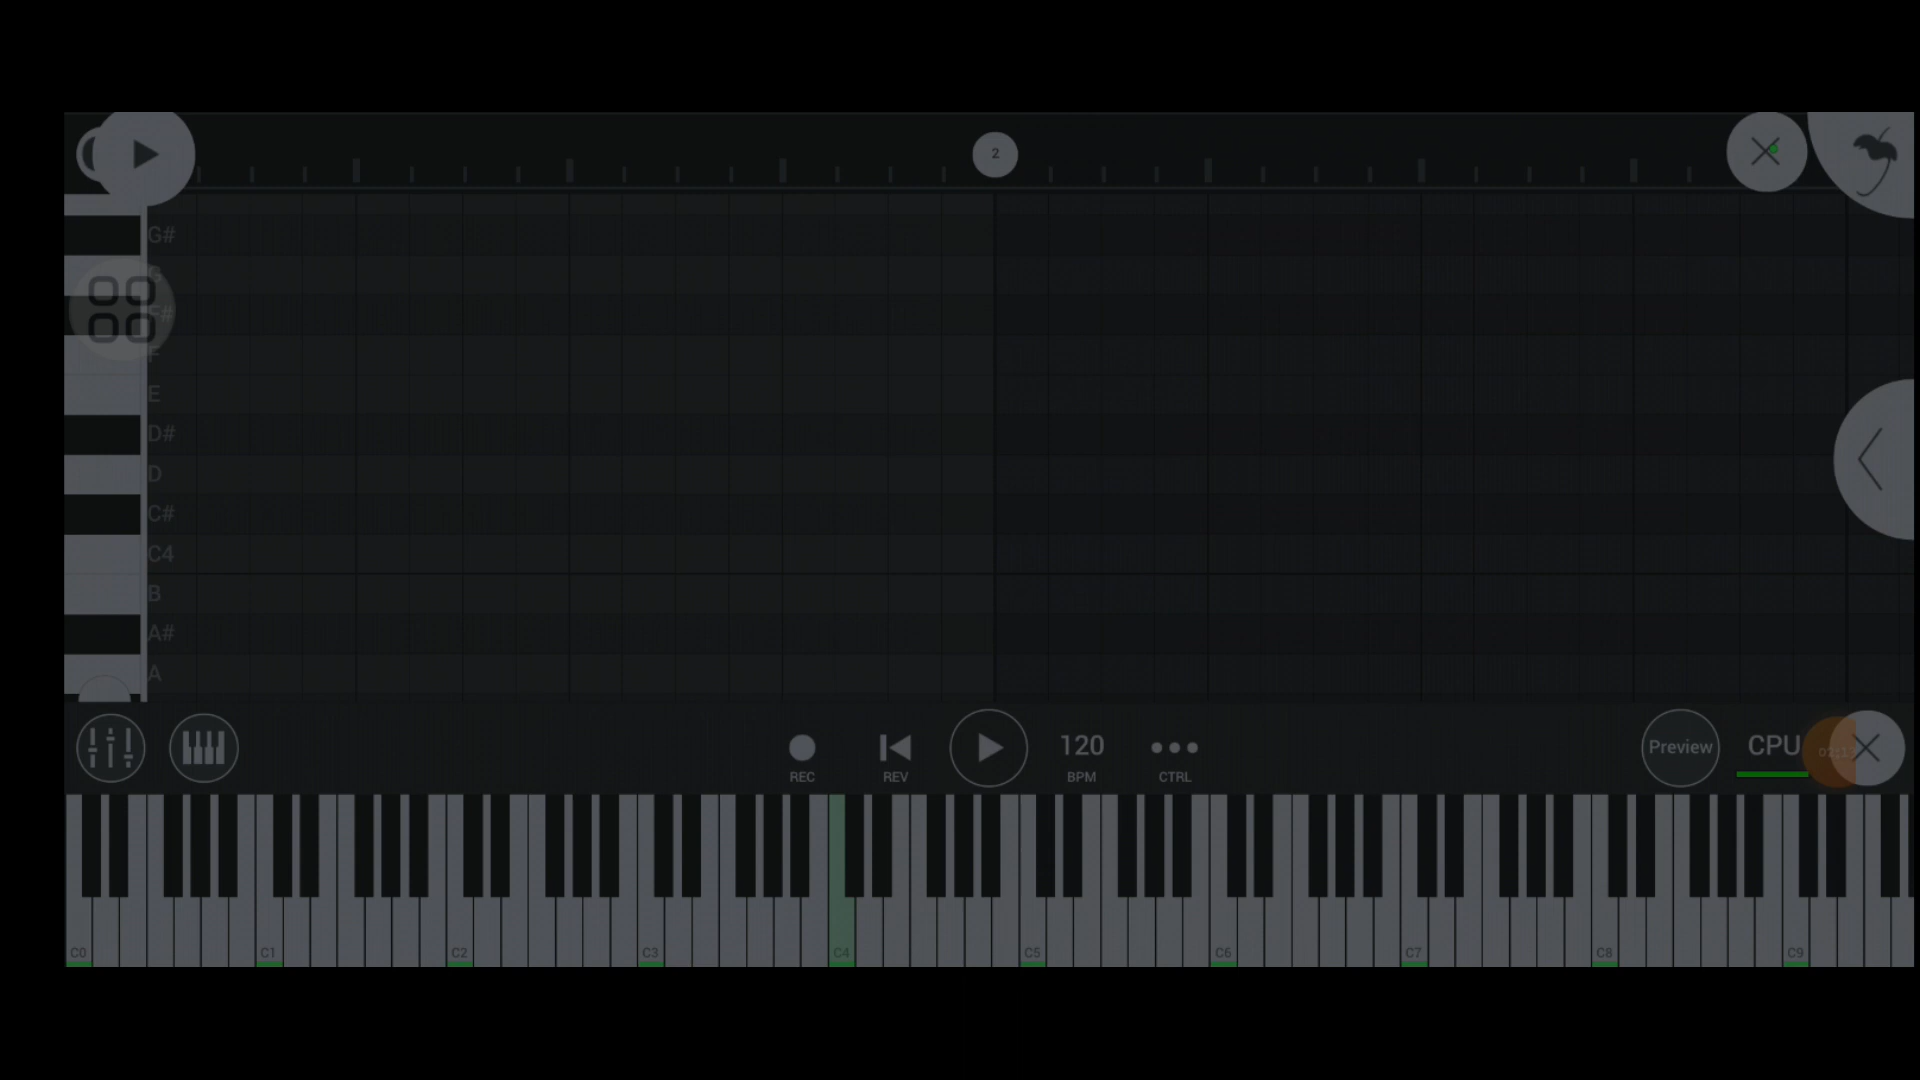 2
G#
G
F#
F
E
D#
D
C#
C4
B
A#
A
REC
REV
120
BPM
CTRL
Preview
CPU
C0 C1 C2 C3 C4 C5 C6 C7 C8 C9